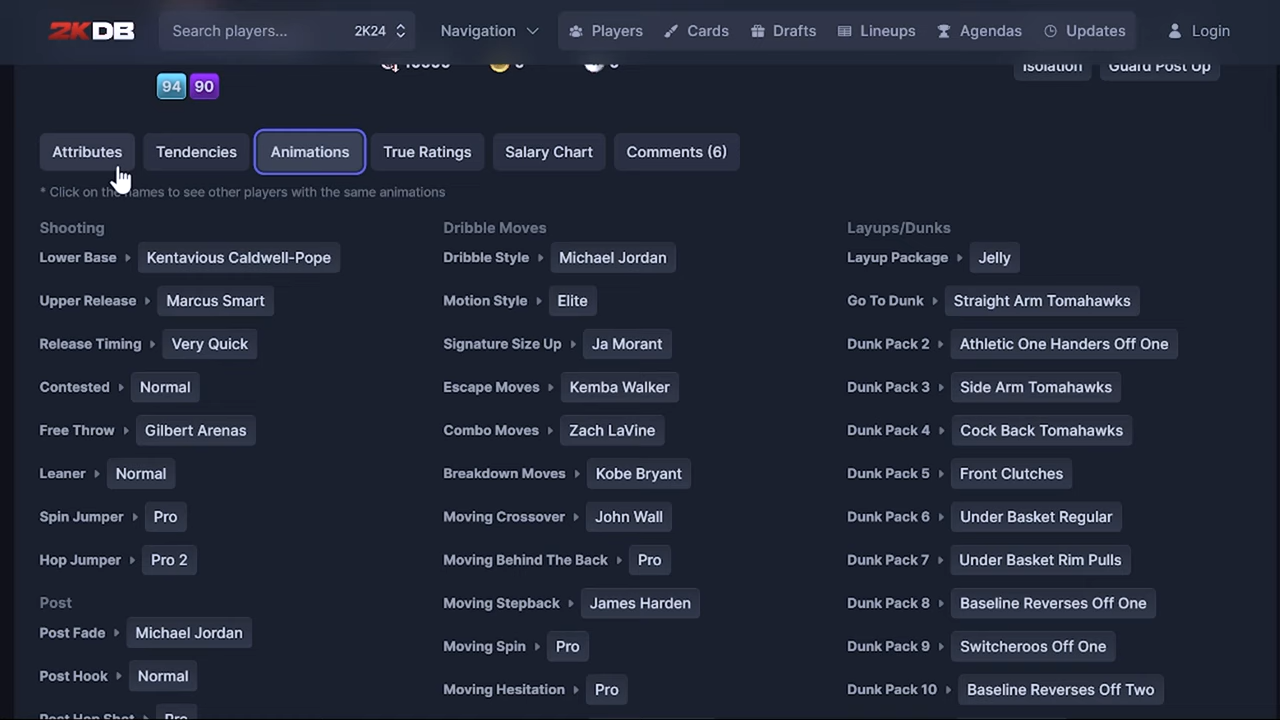 2KDB
Search players...
2K24
Navigation
Players
Cards
Drafts
Lineups
Agendas
Updates
Login
Isolation
Guard Post Up
94
90
Attributes
Tendencies
Animations
True Ratings
Salary Chart
Comments (6)
* Click on the names to see other players with the same animations
Shooting
Lower Base Kentavious Caldwell-Pope
Upper Release Marcus Smart
Release Timing Very Quick
Contested Normal
Free Throw Gilbert Arenas
Leaner Normal
Spin Jumper Pro
Hop Jumper Pro 2
Post
Post Fade Michael Jordan
Post Hook Normal
Post Hop Shot Pro
Dribble Moves
Dribble Style Michael Jordan
Motion Style Elite
Signature Size Up Ja Morant
Escape Moves Kemba Walker
Combo Moves Zach LaVine
Breakdown Moves Kobe Bryant
Moving Crossover John Wall
Moving Behind The Back Pro
Moving Stepback James Harden
Moving Spin Pro
Moving Hesitation Pro
Layups/Dunks
Layup Package Jelly
Go To Dunk Straight Arm Tomahawks
Dunk Pack 2 Athletic One Handers Off One
Dunk Pack 3 Side Arm Tomahawks
Dunk Pack 4 Cock Back Tomahawks
Dunk Pack 5 Front Clutches
Dunk Pack 6 Under Basket Regular
Dunk Pack 7 Under Basket Rim Pulls
Dunk Pack 8 Baseline Reverses Off One
Dunk Pack 9 Switcheroos Off One
Dunk Pack 10 Baseline Reverses Off Two